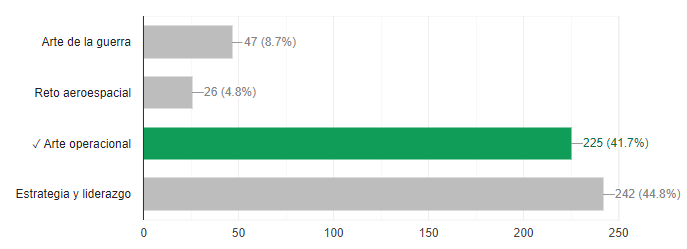 Arte de la guerra 47 (8.7%)
Reto aeroespacial 26 (4.8%)
✓ Arte operacional 225 (41.7%)
Estrategia y liderazgo 242 (44.8%)
0 50 100 150 200 250